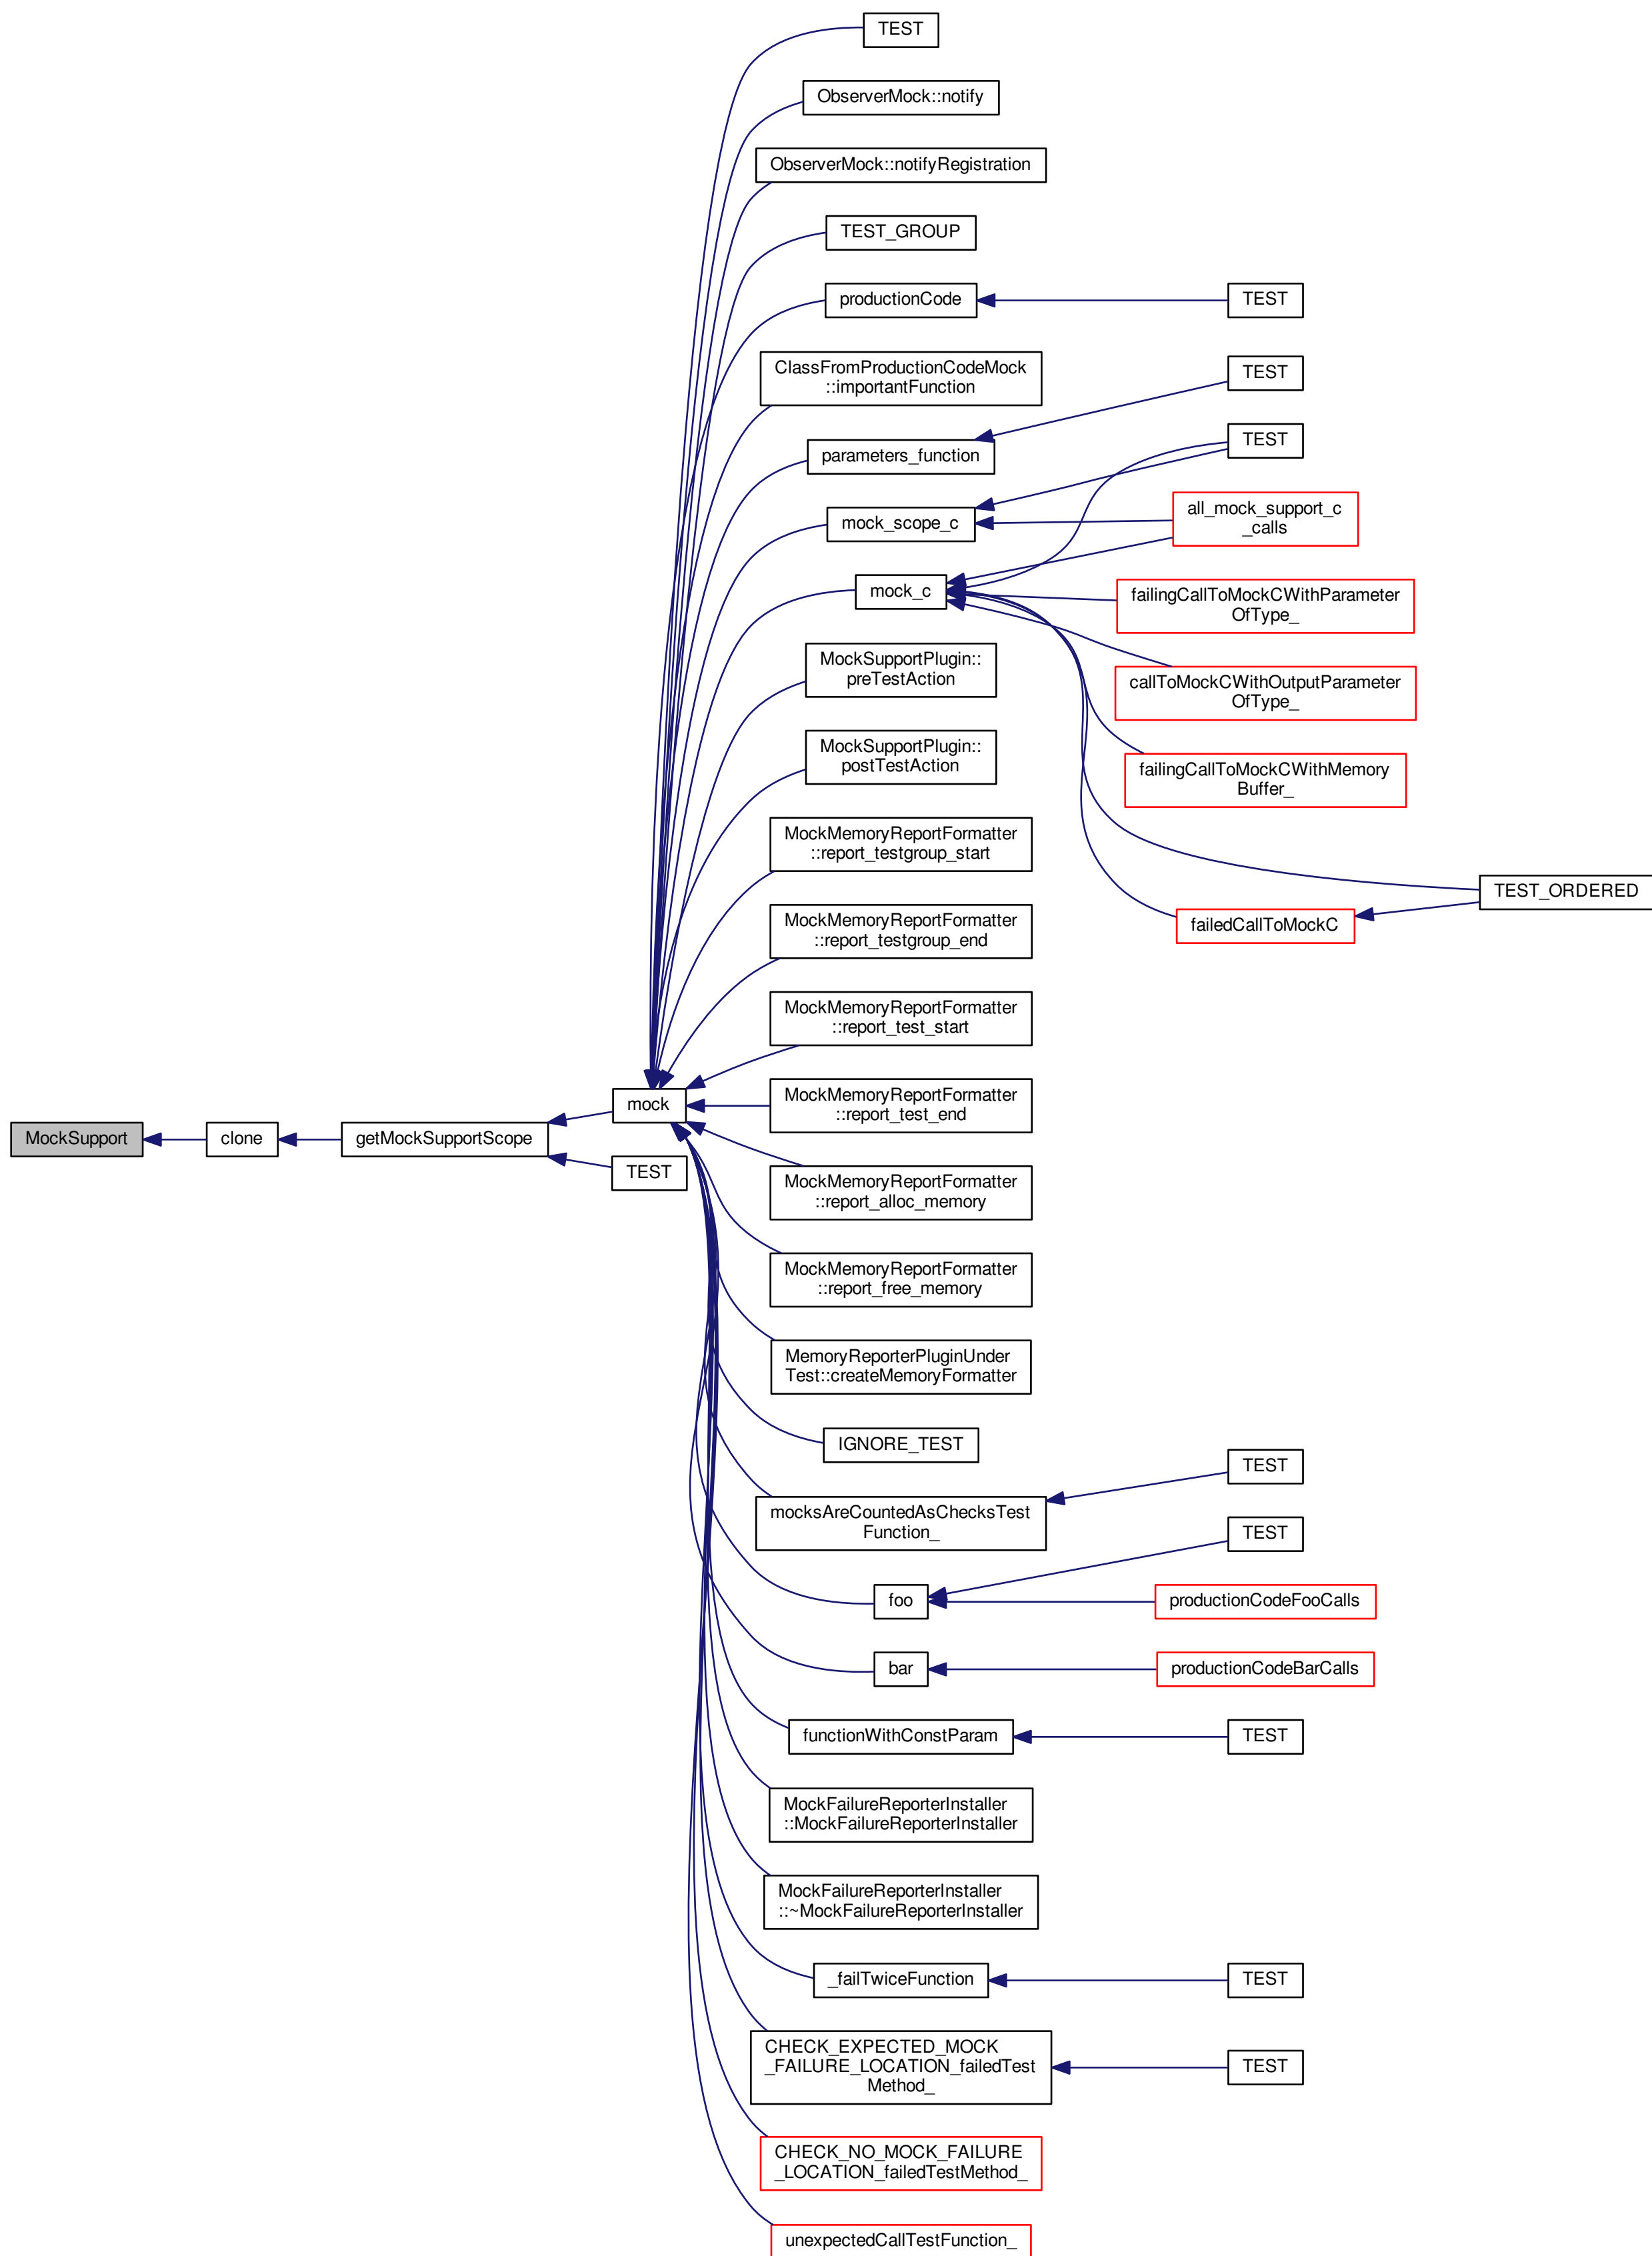 MockSupport
clone
getMockSupportScope
mock
TEST
TEST
ObserverMock::notify
ObserverMock::notifyRegistration
TEST_GROUP
productionCode
ClassFromProductionCodeMock
::importantFunction
parameters_function
mock_scope_c
mock_c
MockSupportPlugin::
preTestAction
MockSupportPlugin::
postTestAction
MockMemoryReportFormatter
::report_testgroup_start
MockMemoryReportFormatter
::report_testgroup_end
MockMemoryReportFormatter
::report_test_start
MockMemoryReportFormatter
::report_test_end
MockMemoryReportFormatter
::report_alloc_memory
MockMemoryReportFormatter
::report_free_memory
MemoryReporterPluginUnder
Test::createMemoryFormatter
IGNORE_TEST
mocksAreCountedAsChecksTest
Function_
foo
bar
functionWithConstParam
MockFailureReporterInstaller
::MockFailureReporterInstaller
MockFailureReporterInstaller
::~MockFailureReporterInstaller
_failTwiceFunction
CHECK_EXPECTED_MOCK
_FAILURE_LOCATION_failedTest
Method_
CHECK_NO_MOCK_FAILURE
_LOCATION_failedTestMethod_
unexpectedCallTestFunction_
TEST
TEST
TEST
all_mock_support_c
_calls
failingCallToMockCWithParameter
OfType_
callToMockCWithOutputParameter
OfType_
failingCallToMockCWithMemory
Buffer_
failedCallToMockC
TEST_ORDERED
TEST
TEST
productionCodeFooCalls
productionCodeBarCalls
TEST
TEST
TEST